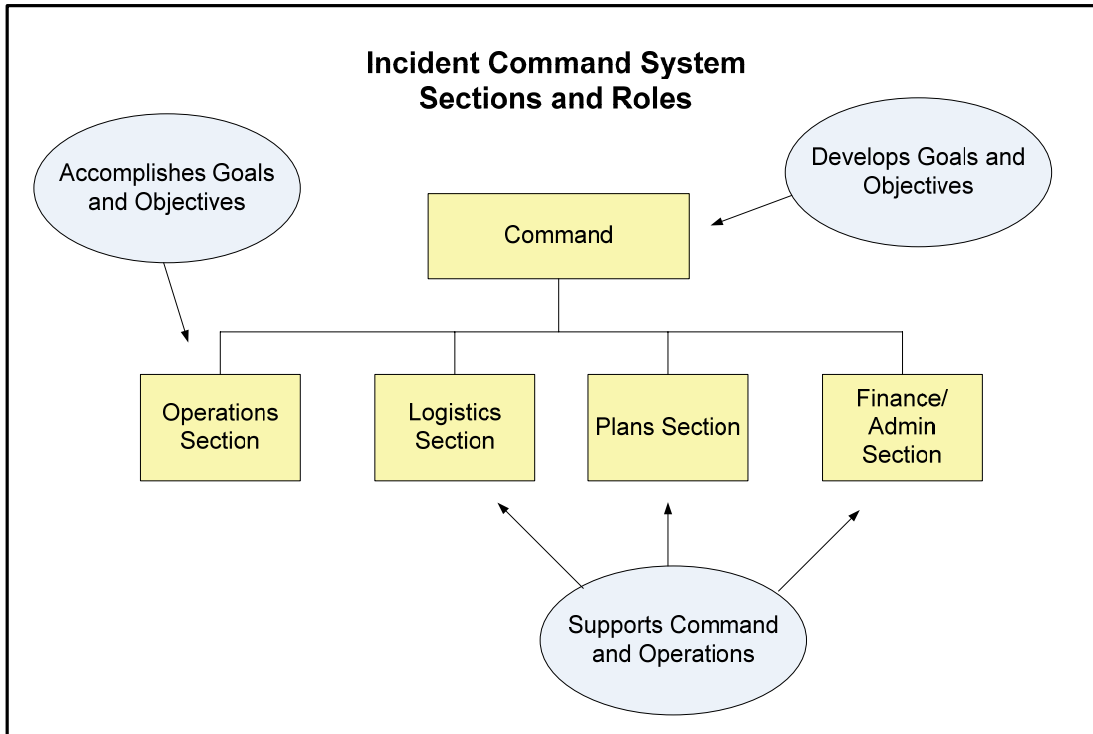 Incident Command System
Sections and Roles
Accomplishes Goals
and Objectives
Develops Goals and
Objectives
Command
Operations
Section
Logistics
Section
Plans Section
Finance/
Admin
Section
Supports Command
and Operations